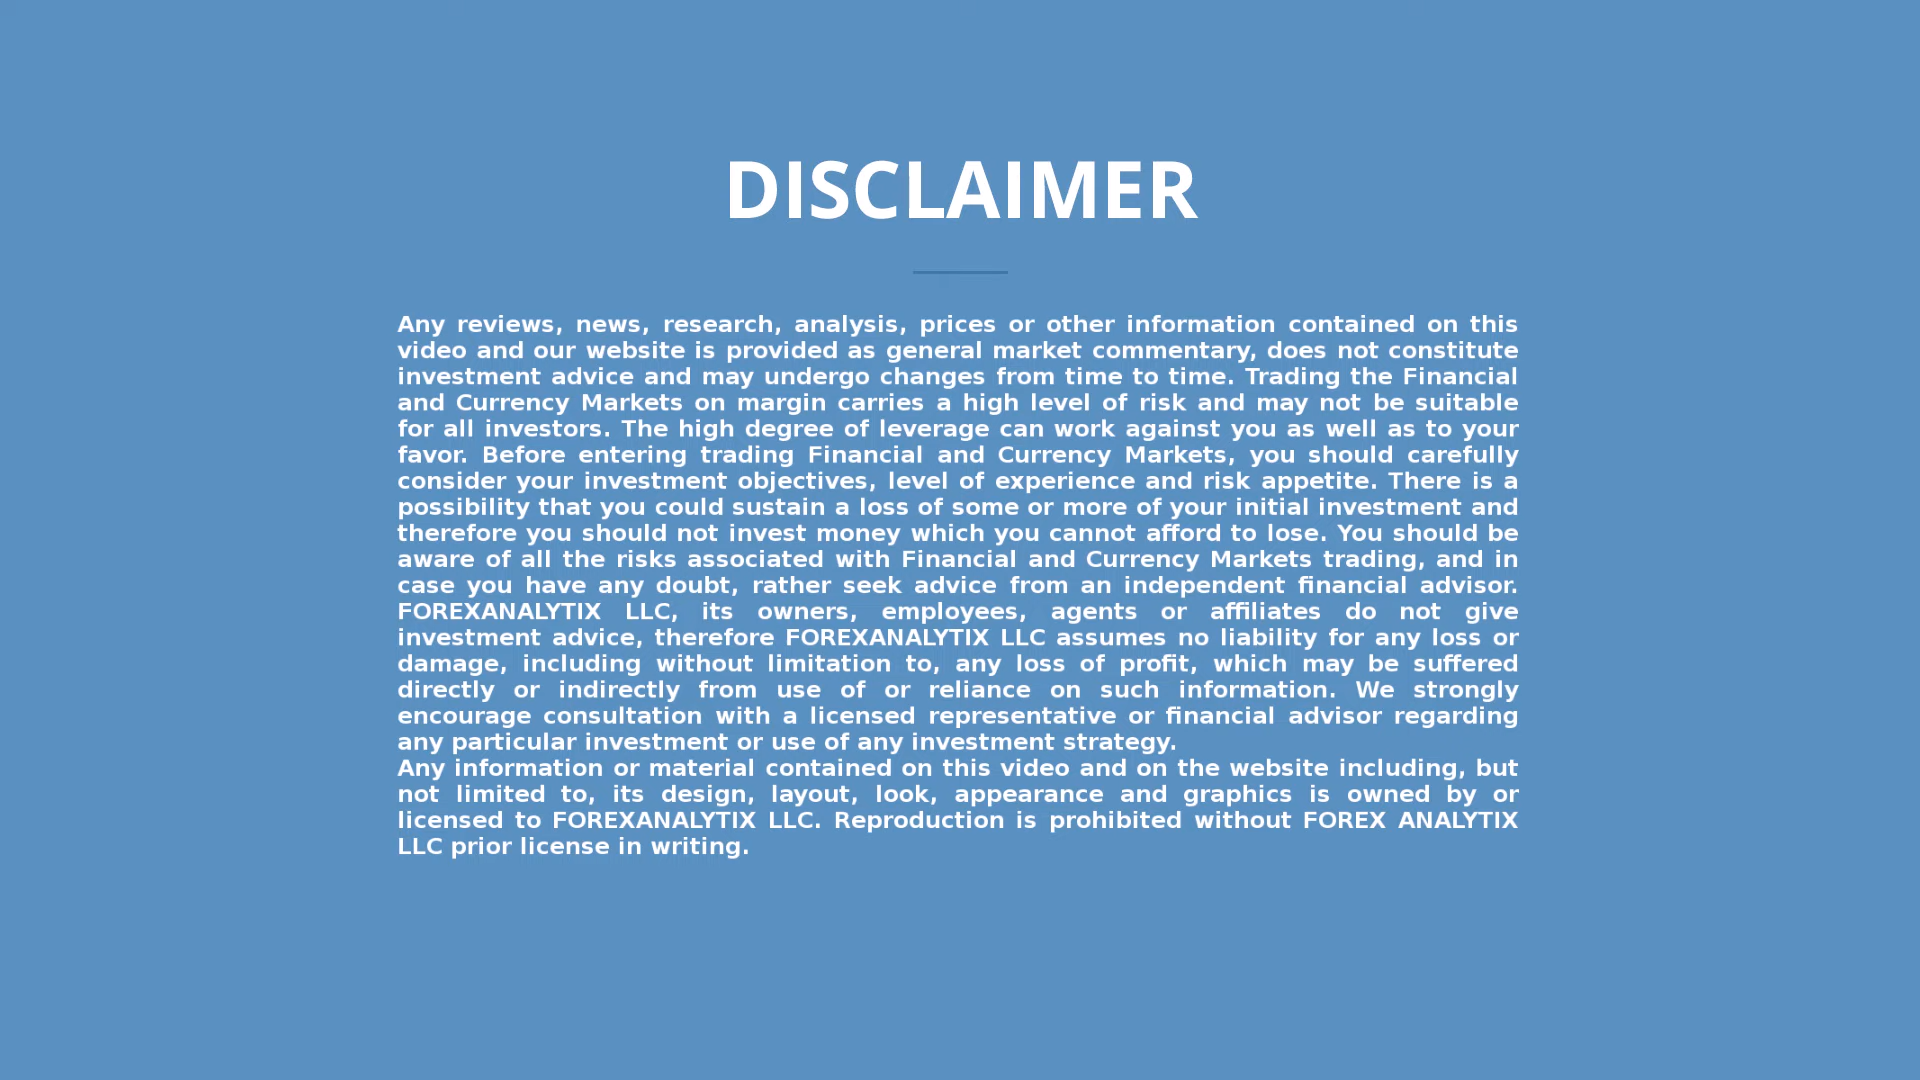 DISCLAIMER
Any reviews, news, research, analysis, prices or other information contained on this
video and our website is provided as general market commentary, does not constitute
investment advice and may undergo changes from time to time. Trading the Financial
and Currency Markets on margin carries a high level of risk and may not be suitable
for all investors. The high degree of leverage can work against you as well as to your
favor. Before entering trading Financial and Currency Markets, you should carefully
consider your investment objectives, level of experience and risk appetite. There is a
possibility that you could sustain a loss of some or more of your initial investment and
therefore you should not invest money which you cannot afford to lose. You should be
aware of all the risks associated with Financial and Currency Markets trading, and in
case you have any doubt, rather seek advice from an independent financial advisor.
FOREXANALYTIX LLC, its owners, employees, agents or affiliates do not give
investment advice, therefore FOREXANALYTIX LLC assumes no liability for any loss or
damage, including without limitation to, any loss of profit, which may be suffered
directly or indirectly from use of or reliance on such information. We strongly
encourage consultation with a licensed representative or financial advisor regarding
any particular investment or use of any investment strategy.
Any information or material contained on this video and on the website including, but
not limited to, its design, layout, look, appearance and graphics is owned by or
licensed to FOREXANALYTIX LLC. Reproduction is prohibited without FOREX ANALYTIX
LLC prior license in writing.